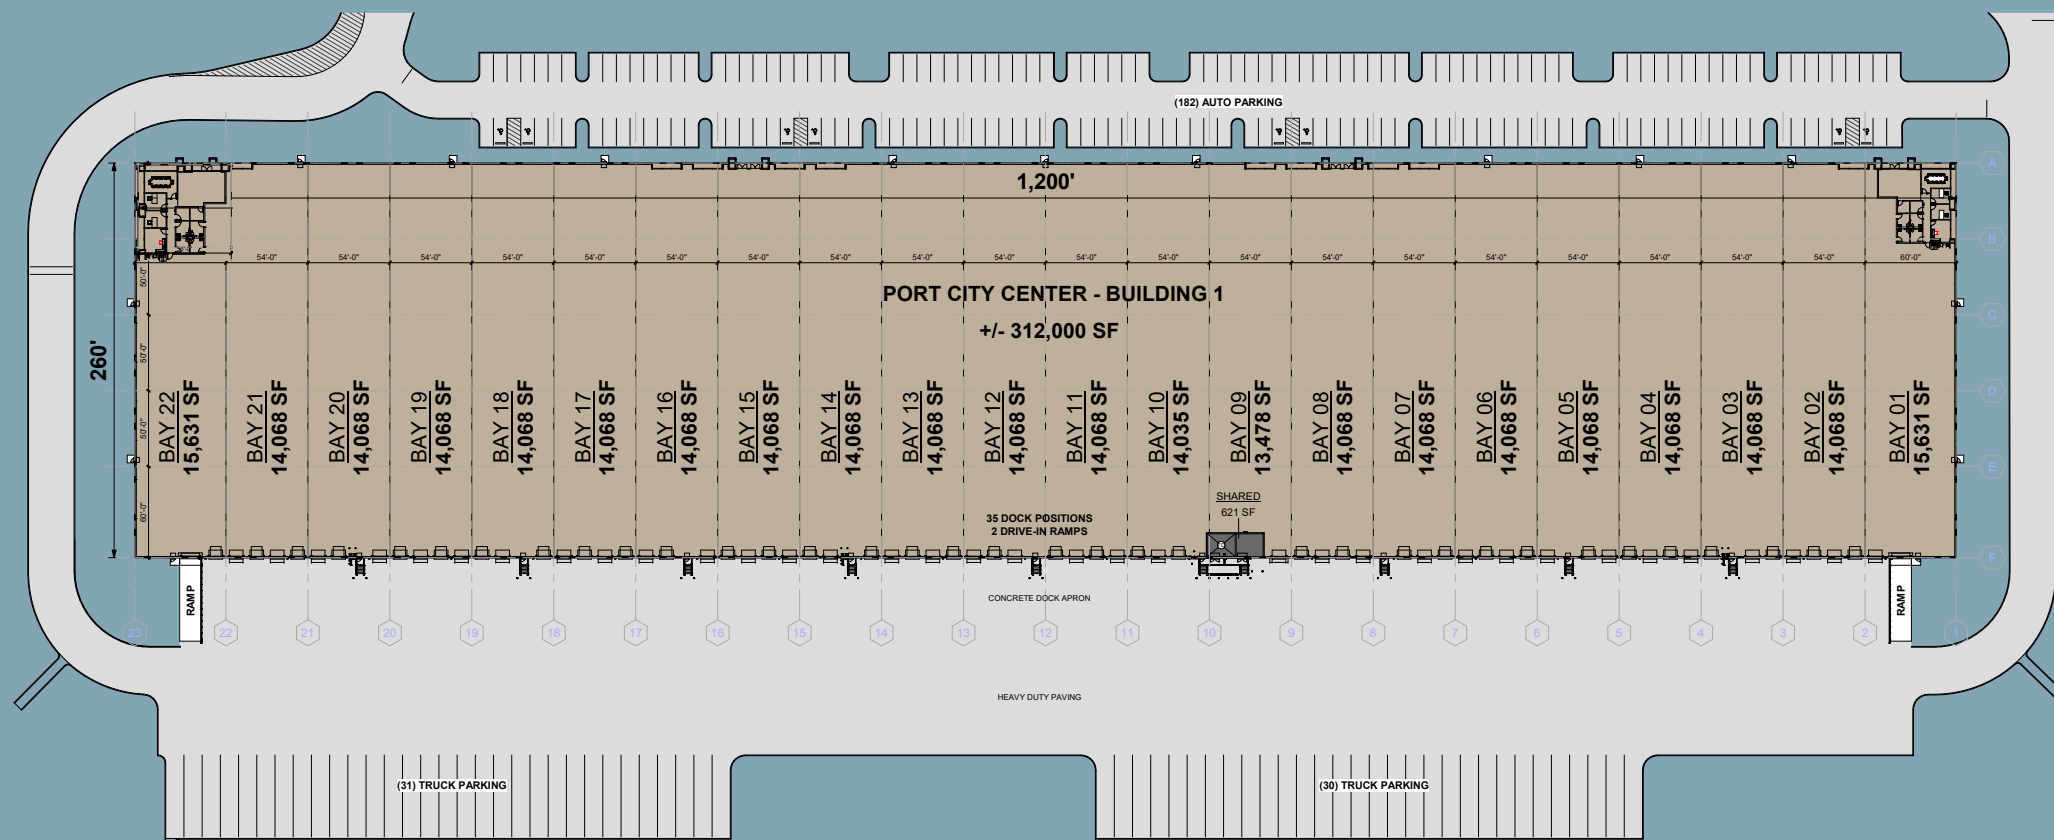 (182) AUTO PARKING
1,200'
A
B
54'-0" 54'-0" 54'-0" 54'-0" 54'-0" 54'-0" 54'-0" 54'-0" 54'-0" 54'-0" 54'-0" 54'-0" 54'-0" 54'-0" 54'-0" 54'-0" 54'-0" 54'-0" 54'-0" 54'-0" 60'-0"
50'-0"
PORT CITY CENTER - BUILDING 1
C
+/- 312,000 SF
50'-0"
260'
D
BAY 22
15,631 SF
BAY 21
14,068 SF
BAY 20
14,068 SF
BAY 19
14,068 SF
BAY 18
14,068 SF
BAY 17
14,068 SF
BAY 16
14,068 SF
BAY 15
14,068 SF
BAY 14
14,068 SF
BAY 13
14,068 SF
BAY 12
14,068 SF
BAY 11
14,068 SF
BAY 10
14,035 SF
BAY 09
13,478 SF
BAY 08
14,068 SF
BAY 07
14,068 SF
BAY 06
14,068 SF
BAY 05
14,068 SF
BAY 04
14,068 SF
BAY 03
14,068 SF
BAY 02
14,068 SF
BAY 01
15,631 SF
50'-0"
E
SHARED
621 SF
60'-0"
35 DOCK POSITIONS
2 DRIVE-IN RAMPS
F
RAMP
CONCRETE DOCK APRON
RAMP
23 22 21 20 19 18 17 16 15 14 13 12 11 10 9 8 7 6 5 4 3 2 1
HEAVY DUTY PAVING
(31) TRUCK PARKING
(30) TRUCK PARKING